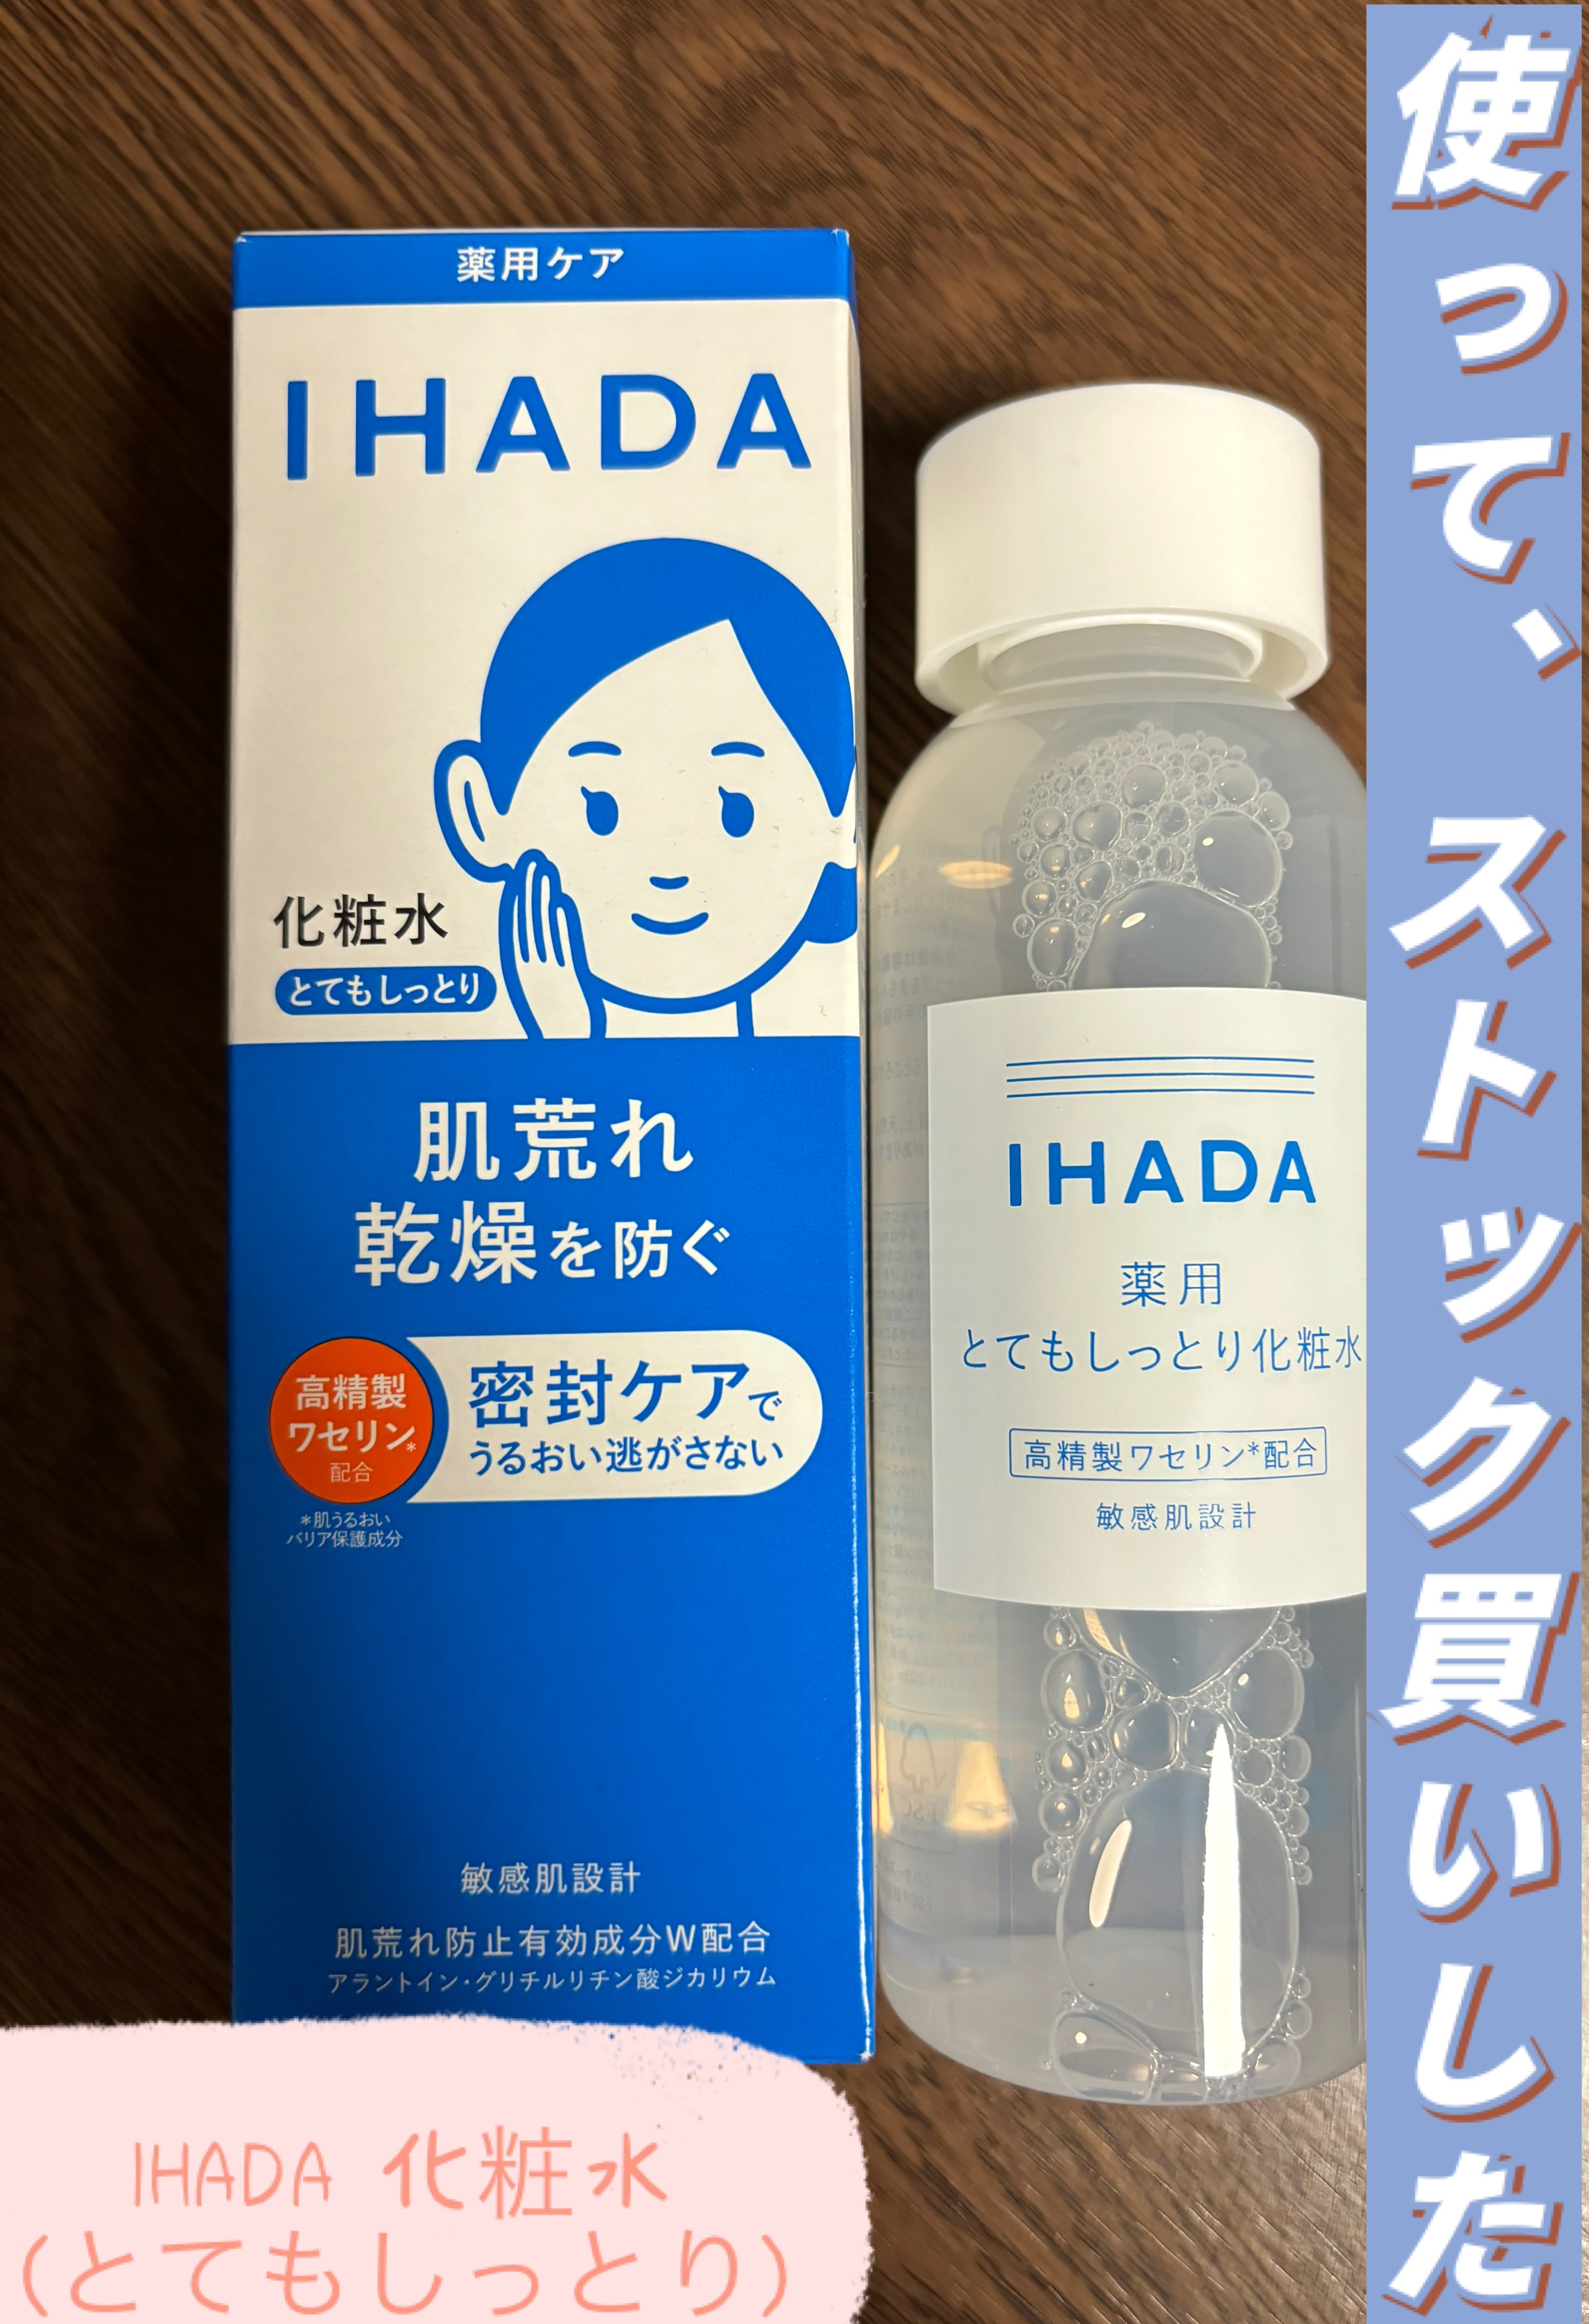 使って、ストック買いした
薬用ケア
IHADA
化粧水
とてもしっとり
肌荒れ
乾燥を防ぐ
高精製
ワセリン*
配合
密封ケアで
うるおい逃がさない
*肌うるおい
バリア保護成分
敏感肌設計
肌荒れ防止有効成分W配合
アラントイン・グリチルリチン酸ジカリウム
IHADA
薬用
とてもしっとり化粧水
高精製ワセリン*配合
敏感肌設計
IHADA 化粧水
(とてもしっとり)